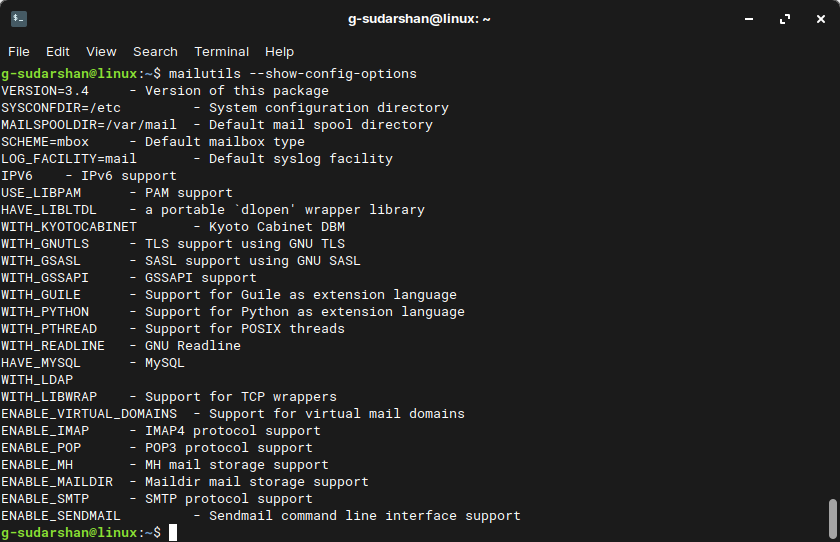 g-sudarshan@linux: ~
File Edit View Search Terminal Help
g-sudarshan@linux:~$ mailutils --show-config-options
VERSION=3.4 - Version of this package
SYSCONFDIR=/etc - System configuration directory
MAILSPOOLDIR=/var/mail - Default mail spool directory
SCHEME=mbox - Default mailbox type
LOG_FACILITY=mail - Default syslog facility
IPV6 - IPv6 support
USE_LIBPAM - PAM support
HAVE_LIBLTDL - a portable `dlopen' wrapper library
WITH_KYOTOCABINET - Kyoto Cabinet DBM
WITH_GNUTLS - TLS support using GNU TLS
WITH_GSASL - SASL support using GNU SASL
WITH_GSSAPI - GSSAPI support
WITH_GUILE - Support for Guile as extension language
WITH_PYTHON - Support for Python as extension language
WITH_PTHREAD - Support for POSIX threads
WITH_READLINE - GNU Readline
HAVE_MYSQL - MySQL
WITH_LDAP
WITH_LIBWRAP - Support for TCP wrappers
ENABLE_VIRTUAL_DOMAINS - Support for virtual mail domains
ENABLE_IMAP - IMAP4 protocol support
ENABLE_POP - POP3 protocol support
ENABLE_MH - MH mail storage support
ENABLE_MAILDIR - Maildir mail storage support
ENABLE_SMTP - SMTP protocol support
ENABLE_SENDMAIL - Sendmail command line interface support
g-sudarshan@linux:~$